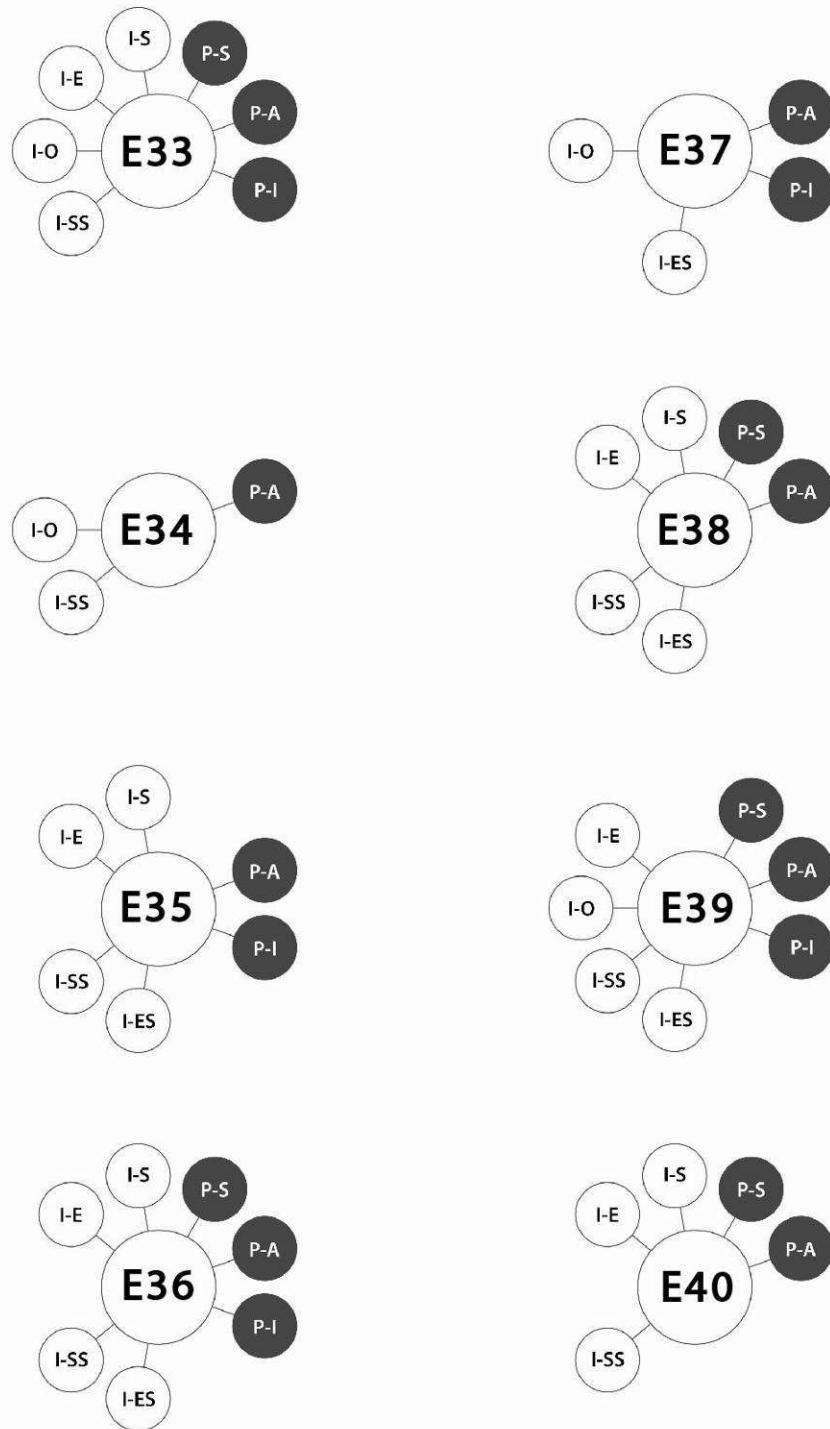 I-S
P-S
I-E
P-A
I-O
E33
P-I
I-SS
P-A
I-O
E37
P-I
I-ES
P-A
I-O
E34
I-SS
I-S
P-S
I-E
P-A
E38
I-SS
I-ES
I-S
I-E
P-A
E35
P-I
I-SS
I-ES
P-S
I-E
P-A
I-O
E39
P-I
I-SS
I-ES
I-S
P-S
I-E
P-A
E36
P-I
I-SS
I-ES
I-S
P-S
I-E
P-A
E40
I-SS